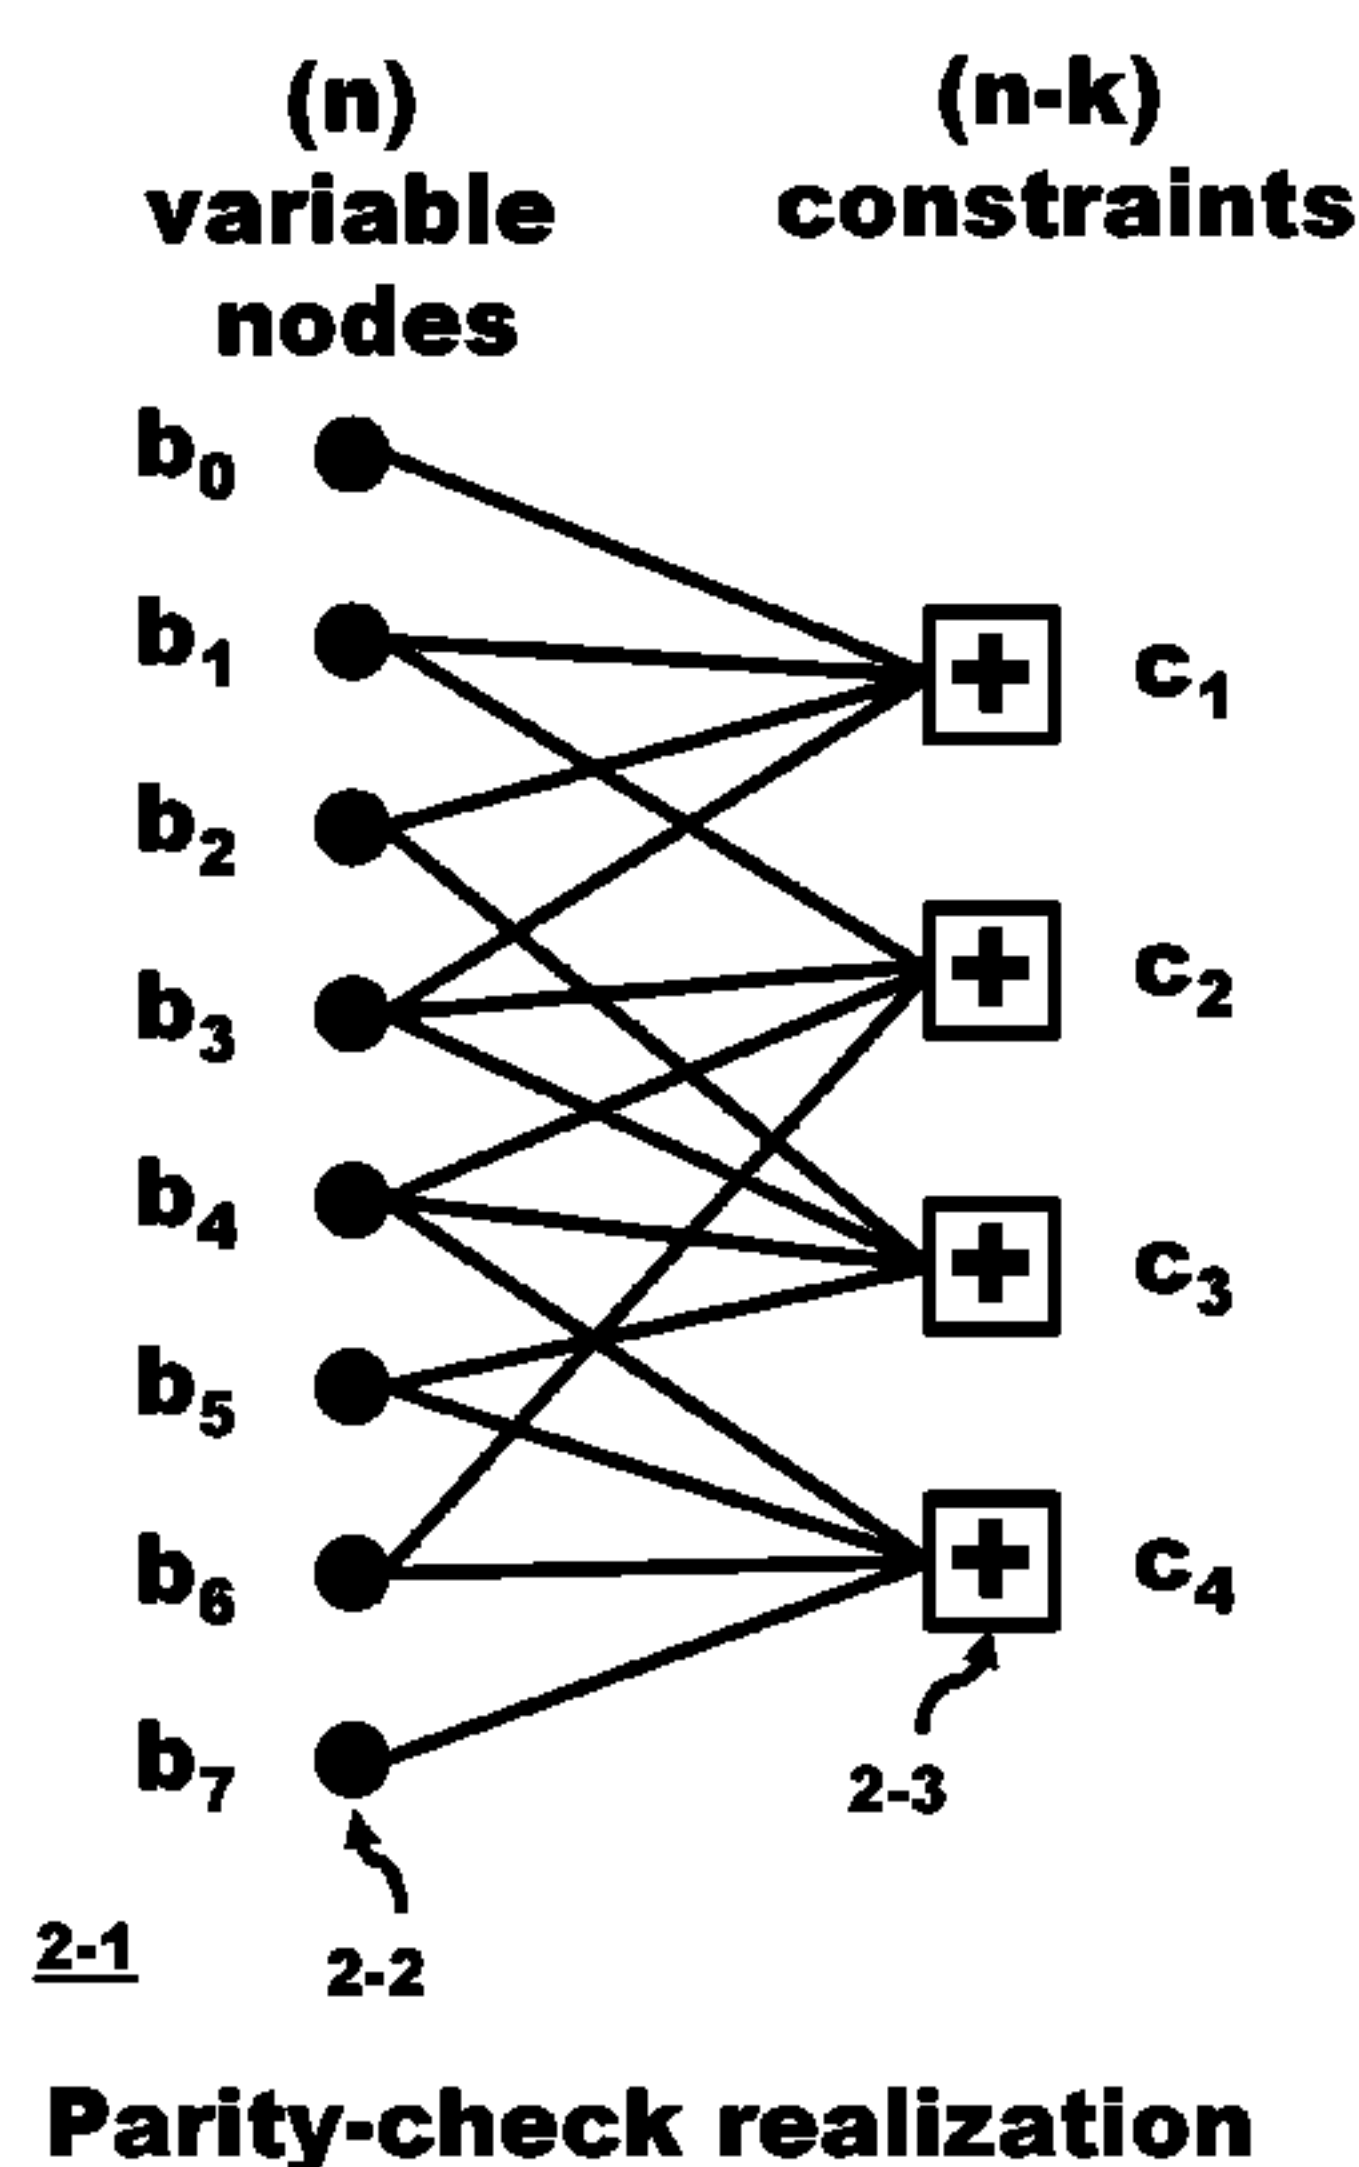 (n) (n-k)
variable constraints
nodes
b0
b1
c1
b2
c2
b3
b4
c3
b5
b6
c4
b7
2-3
2-1
2-2
Parity-check realization